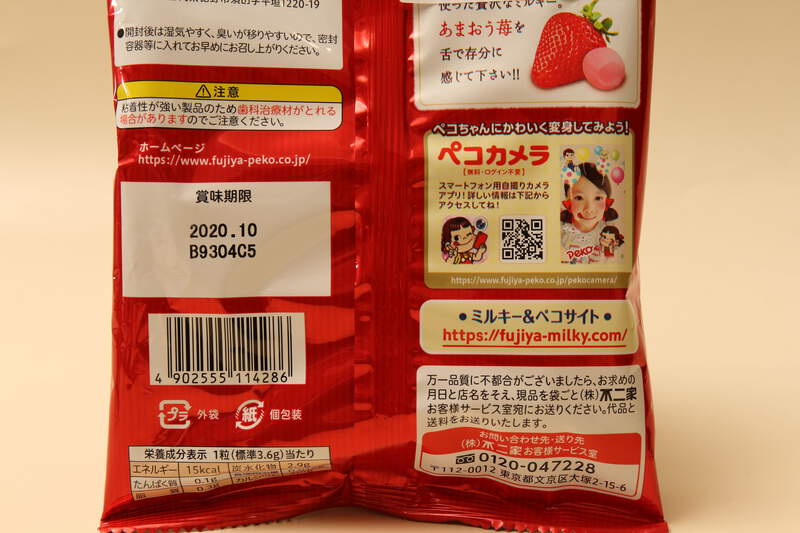 1220-19
●開封後は湿気やすく、臭いが移りやすいので、密封
容器等に入れてお早めにお召し上がりください。
注意
粘着性が強い製品のため歯科治療材がとれる
場合がありますのでご注意ください。
ホームページ
https://www.fujiya-peko.co.jp/
賞味期限
2020.10
B9304C5
4 902555 114286
プラ 外袋
紙 個包装
栄養成分表示 1粒(標準3.6g)当たり
エネルギー 15kcal 炭水化物 2.9g
たんぱく質 0.1g
脂質 0.3g
使った贅沢なミルキー。
あまおう苺を
舌で存分に
感じて下さい!!
ペコちゃんにかわいく変身してみよう!
ペコカメラ
【無料・ログイン不要】
スマートフォン用自撮りカメラ
アプリ!詳しい情報は下記から
アクセスしてね!
Peko
https://www.fujiya-peko.co.jp/pekocamera/
●ミルキー&ペコサイト●
https://fujiya-milky.com/
万一品質に不都合がございましたら、お求めの
月日と店名をそえ、現品を袋ごと(株)不二家
お客様サービス室宛にお送りください。代品と
送料をお送りいたします。
お問い合わせ先・送り先
(株)不二家 お客様サービス室
0120-047228
〒112-0012 東京都文京区大塚2-15-6